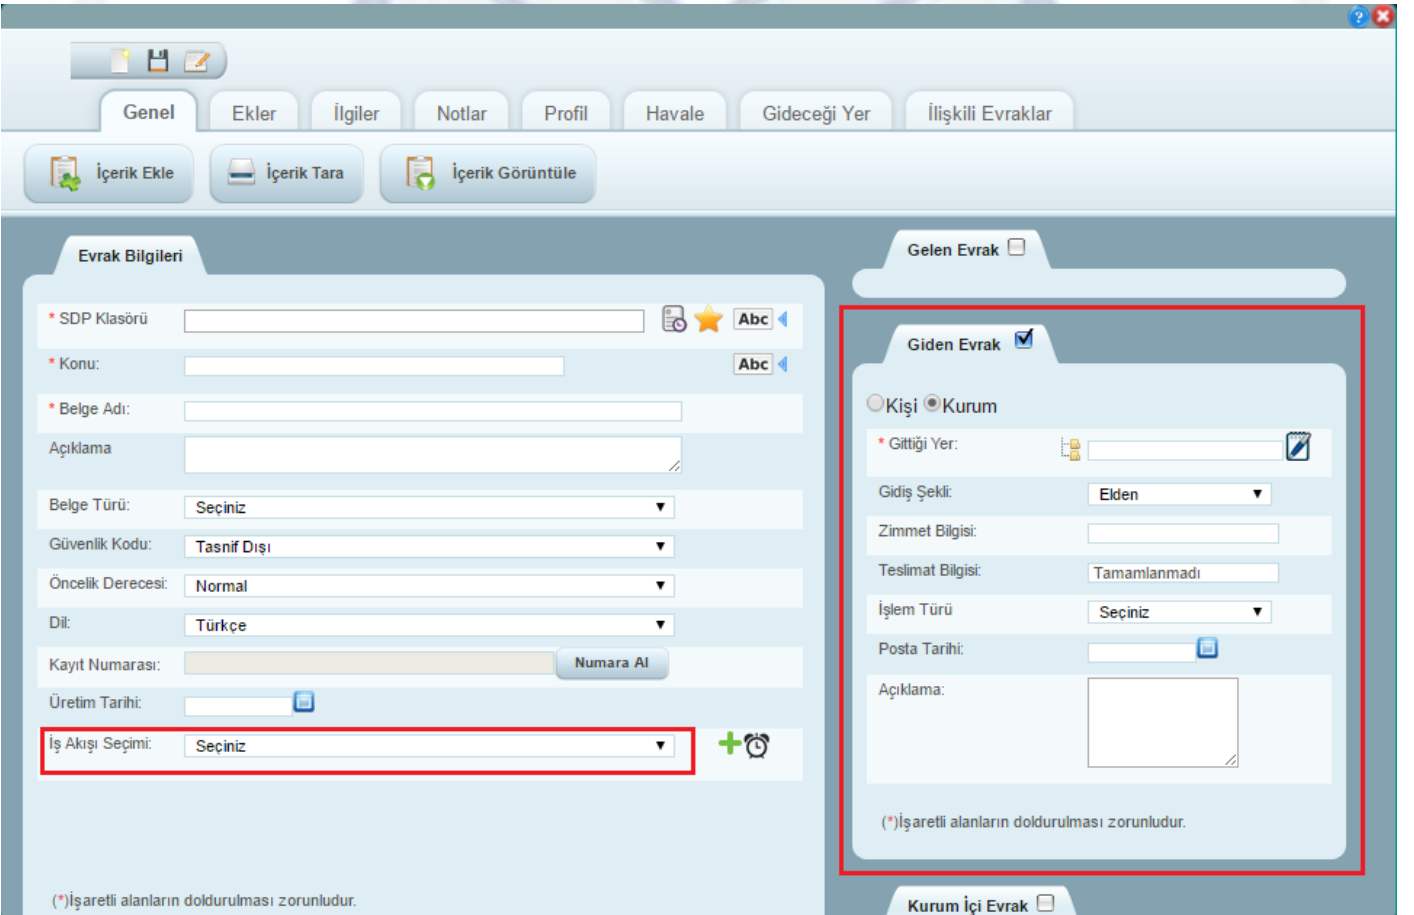 Genel Ekler İlgiler Notlar Profil Havale Gideceği Yer İlişkili Evraklar
İçerik Ekle İçerik Tara İçerik Görüntüle
Evrak Bilgileri
* SDP Klasörü Abc
* Konu: Abc
* Belge Adı:
Açıklama
Belge Türü: Seçiniz
Güvenlik Kodu: Tasnif Dışı
Öncelik Derecesi: Normal
Dil: Türkçe
Kayıt Numarası: Numara Al
Üretim Tarihi:
İş Akışı Seçimi: Seçiniz
(*)İşaretli alanların doldurulması zorunludur.
Gelen Evrak
Giden Evrak
Kişi Kurum
* Gittiği Yer:
Gidiş Şekli: Elden
Zimmet Bilgisi:
Teslimat Bilgisi: Tamamlanmadı
İşlem Türü Seçiniz
Posta Tarihi:
Açıklama:
(*)İşaretli alanların doldurulması zorunludur.
Kurum İçi Evrak